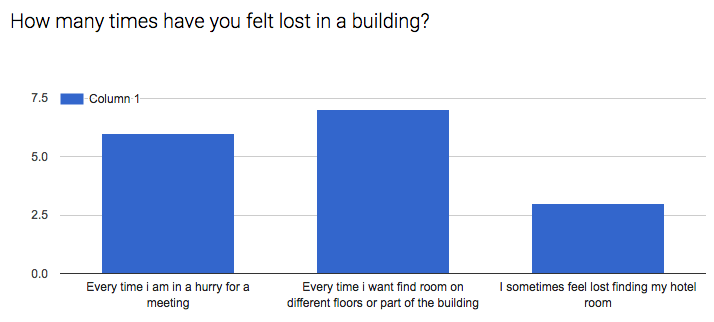 How many times have you felt lost in a building?
7.5
Column 1
5.0
2.5
0.0
Every time i am in a hurry for a
meeting
Every time i want find room on
different floors or part of the building
I sometimes feel lost finding my hotel
room